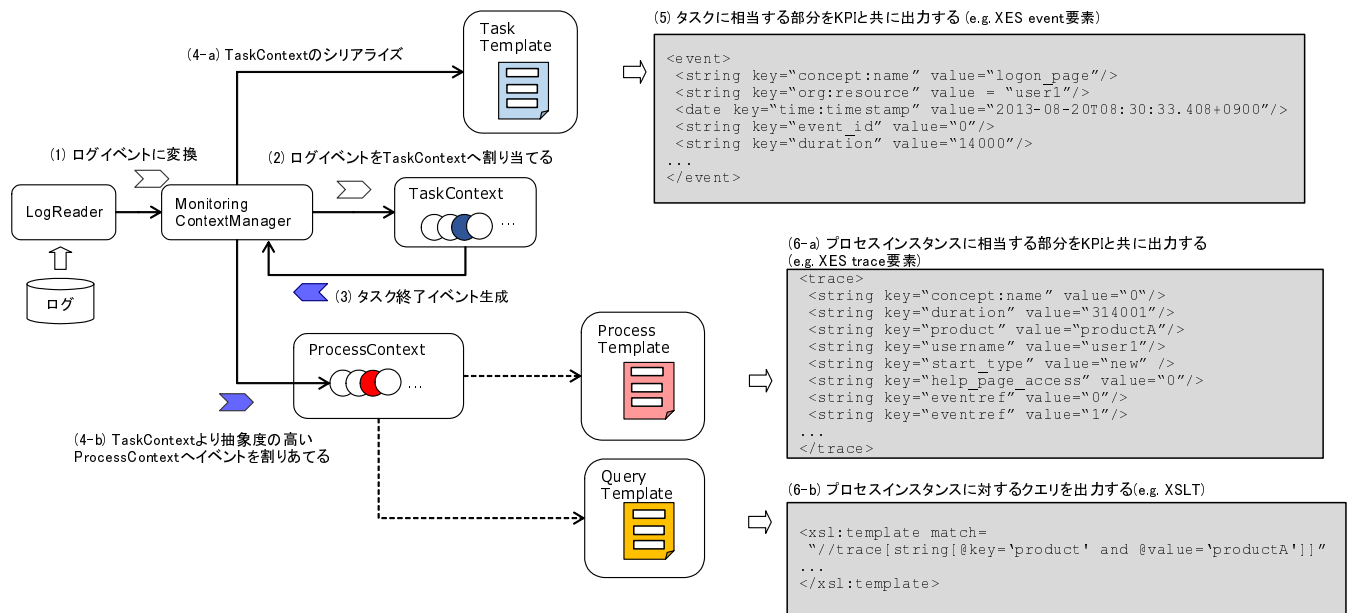 (5) タスクに相当する部分をKPIと共に出力する (e.g. XES event要素)
Task
Template
(4-a) TaskContextのシリアライズ
<event>
<string key=“concept:name” value=“logon_page”/>
<string key=“org:resource” value = “user1”/>
<date key=“time:timestamp” value=“2013-08-20T08:30:33.408+0900”/>
<string key=“event_id” value=“0”/>
<string key=“duration” value=“14000”/>
...
</event>
(1) ログイベントに変換
(2) ログイベントをTaskContextへ割り当てる
LogReader
Monitoring
ContextManager
TaskContext
...
ログ
(3) タスク終了イベント生成
(6-a) プロセスインスタンスに相当する部分をKPIと共に出力する
(e.g. XES trace要素)
<trace>
<string key=“concept:name” value=“0“/>
<string key=“duration” value=“314001”/>
<string key=“product” value=“productA”/>
<string key=“username” value=“user1”/>
<string key=“start_type” value=“new” />
<string key=“help_page_access” value=“0”/>
<string key=“eventref” value=“0”/>
<string key=“eventref” value=“1”/>
...
</trace>
ProcessContext
...
Process
Template
(4-b) TaskContextより抽象度の高い
ProcessContextへイベントを割りあてる
Query
Template
(6-b) プロセスインスタンスに対するクエリを出力する(e.g. XSLT)
<xsl:template match=
“//trace[string[@key=‘product' and @value=‘productA']]”
...
</xsl:template>